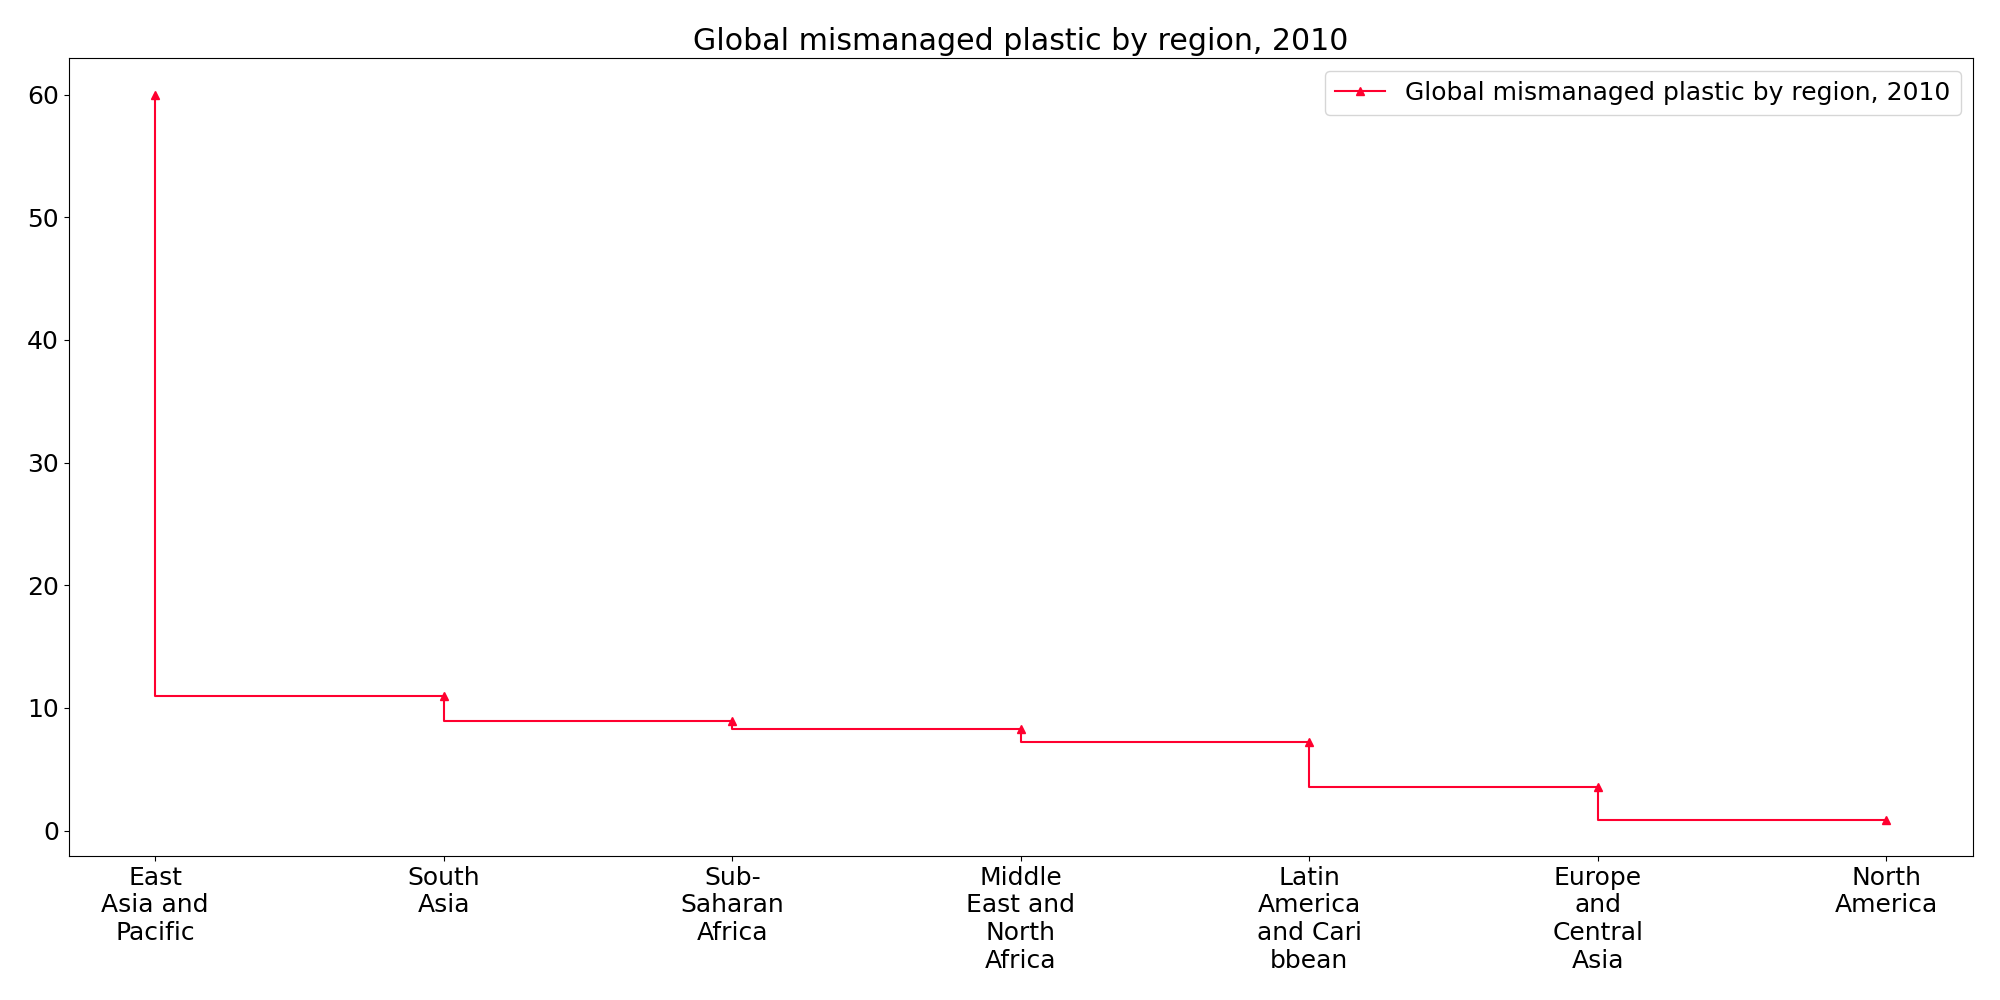 Global mismanaged plastic by region, 2010
Global mismanaged plastic by region, 2010
60
50
40
30
20
10
0
East
Asia and
Pacific
South
Asia
Sub-
Saharan
Africa
Middle
East and
North
Africa
Latin
America
and Cari
bbean
Europe
and
Central
Asia
North
America